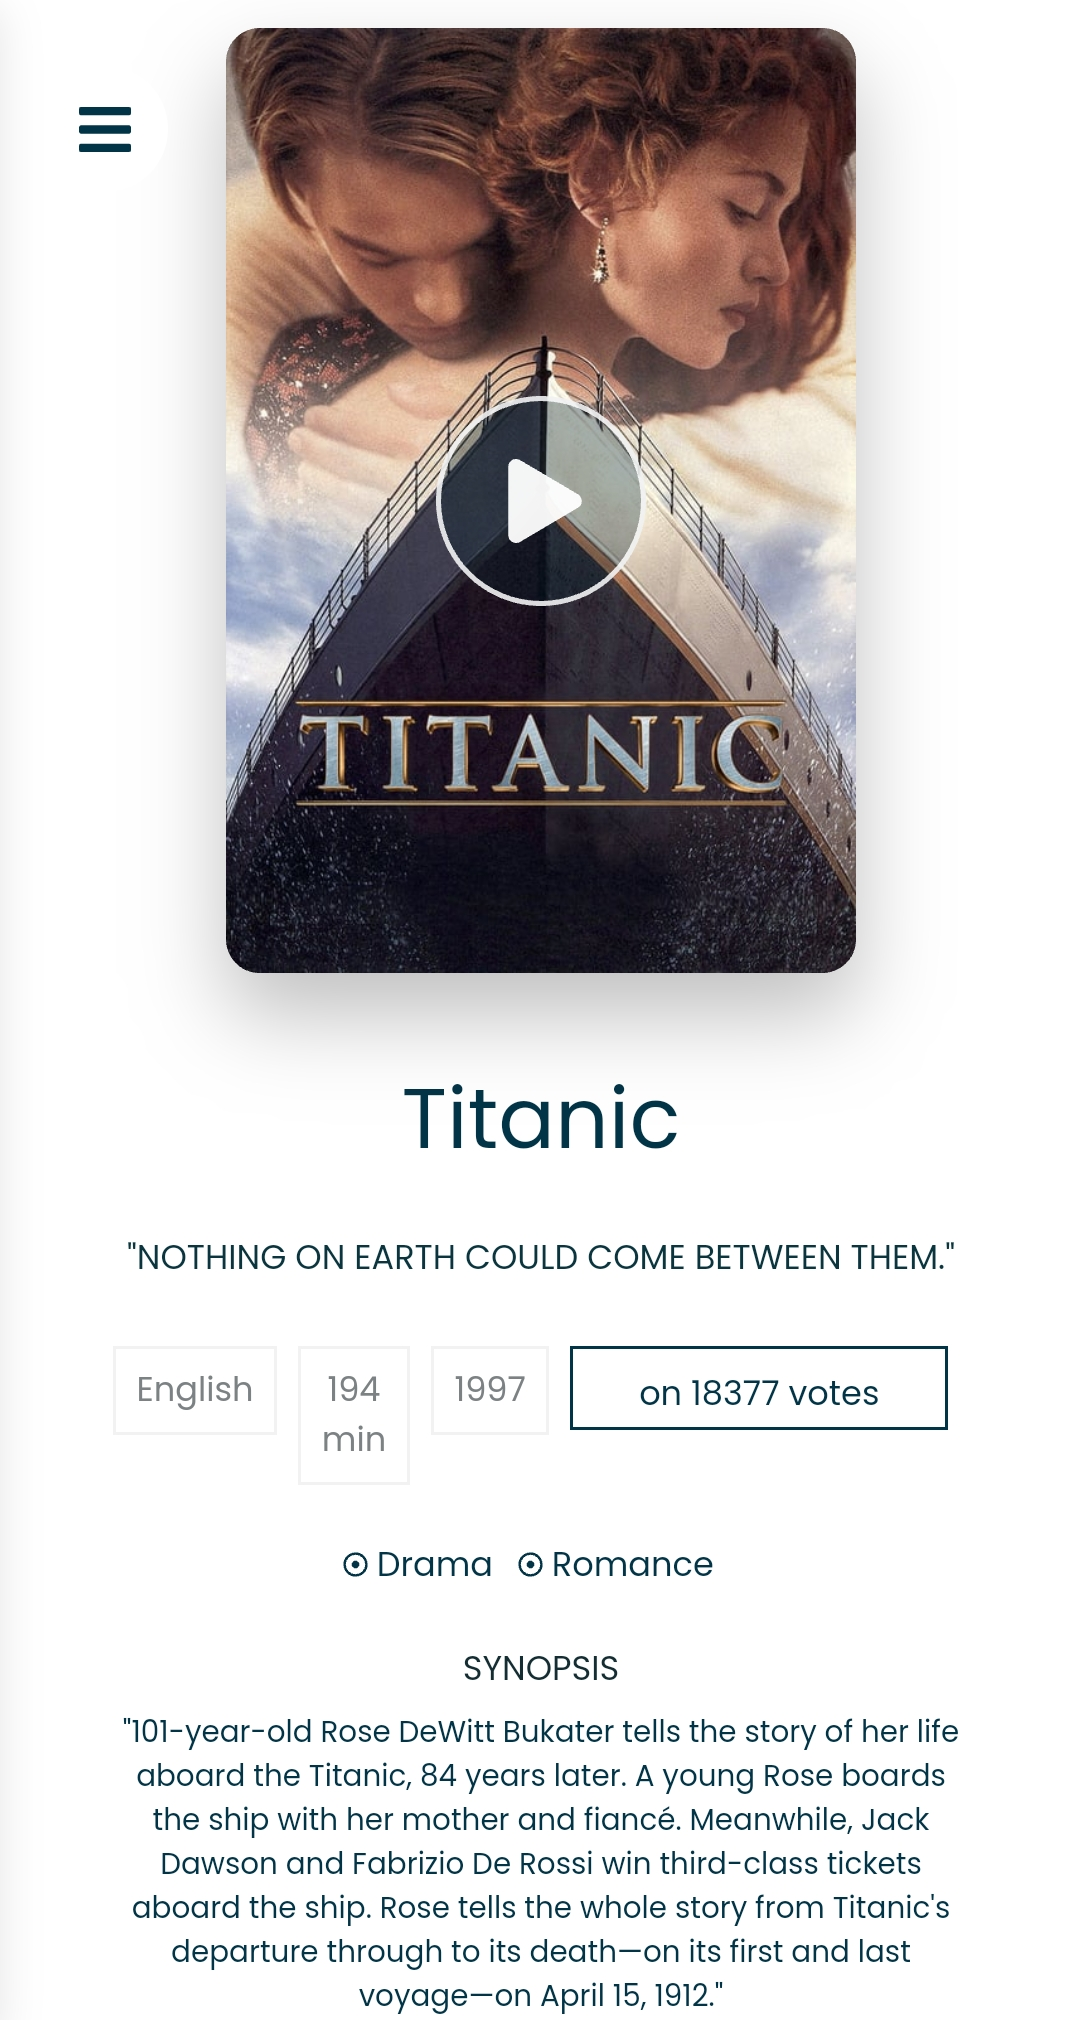 TITANIC
Titanic
"NOTHING ON EARTH COULD COME BETWEEN THEM."
English
194
min
1997
on 18377 votes
Drama
Romance
SYNOPSIS
"101-year-old Rose DeWitt Bukater tells the story of her life
aboard the Titanic, 84 years later. A young Rose boards
the ship with her mother and fiancé. Meanwhile, Jack
Dawson and Fabrizio De Rossi win third-class tickets
aboard the ship. Rose tells the whole story from Titanic's
departure through to its death—on its first and last
voyage—on April 15, 1912."